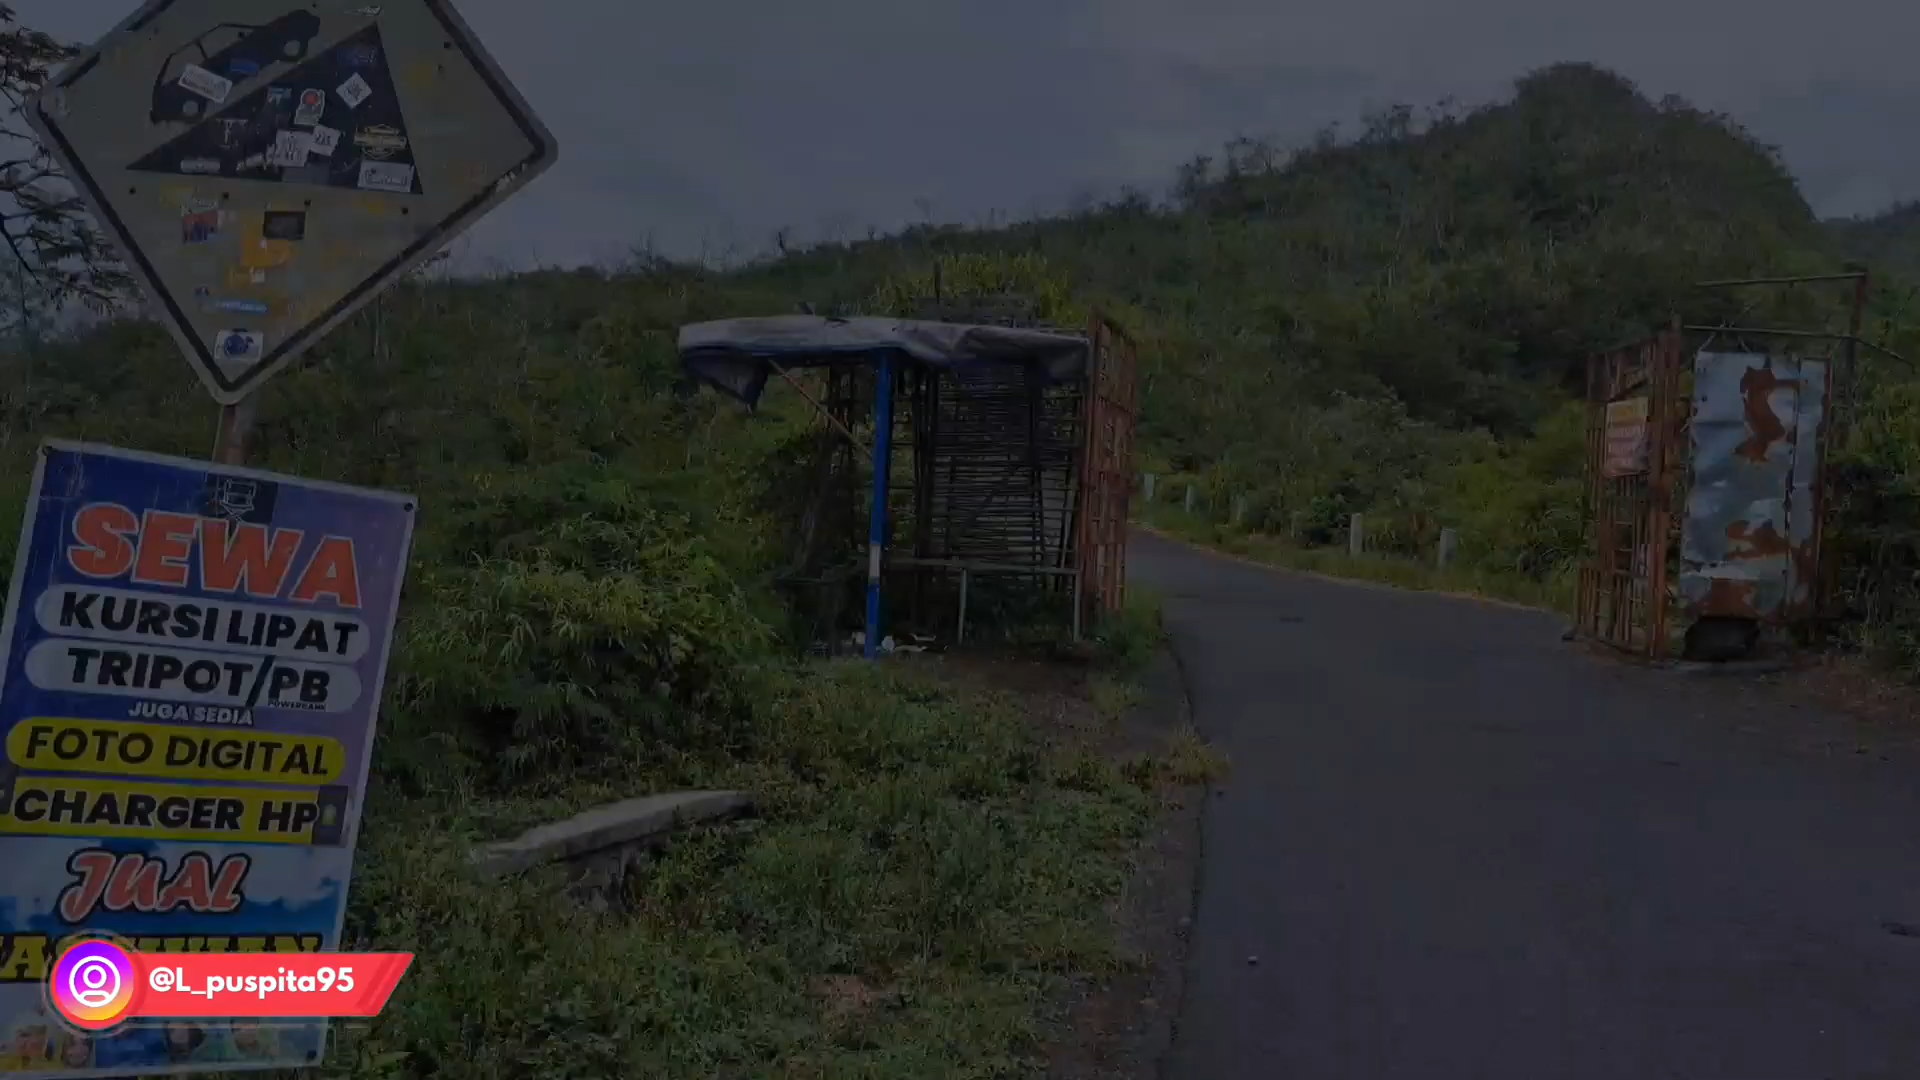 SEWA
KURSI LIPAT
TRIPOT/PB
POWERBANK
JUGA SEDIA
FOTO DIGITAL
CHARGER HP
JUAL
@L_puspita95